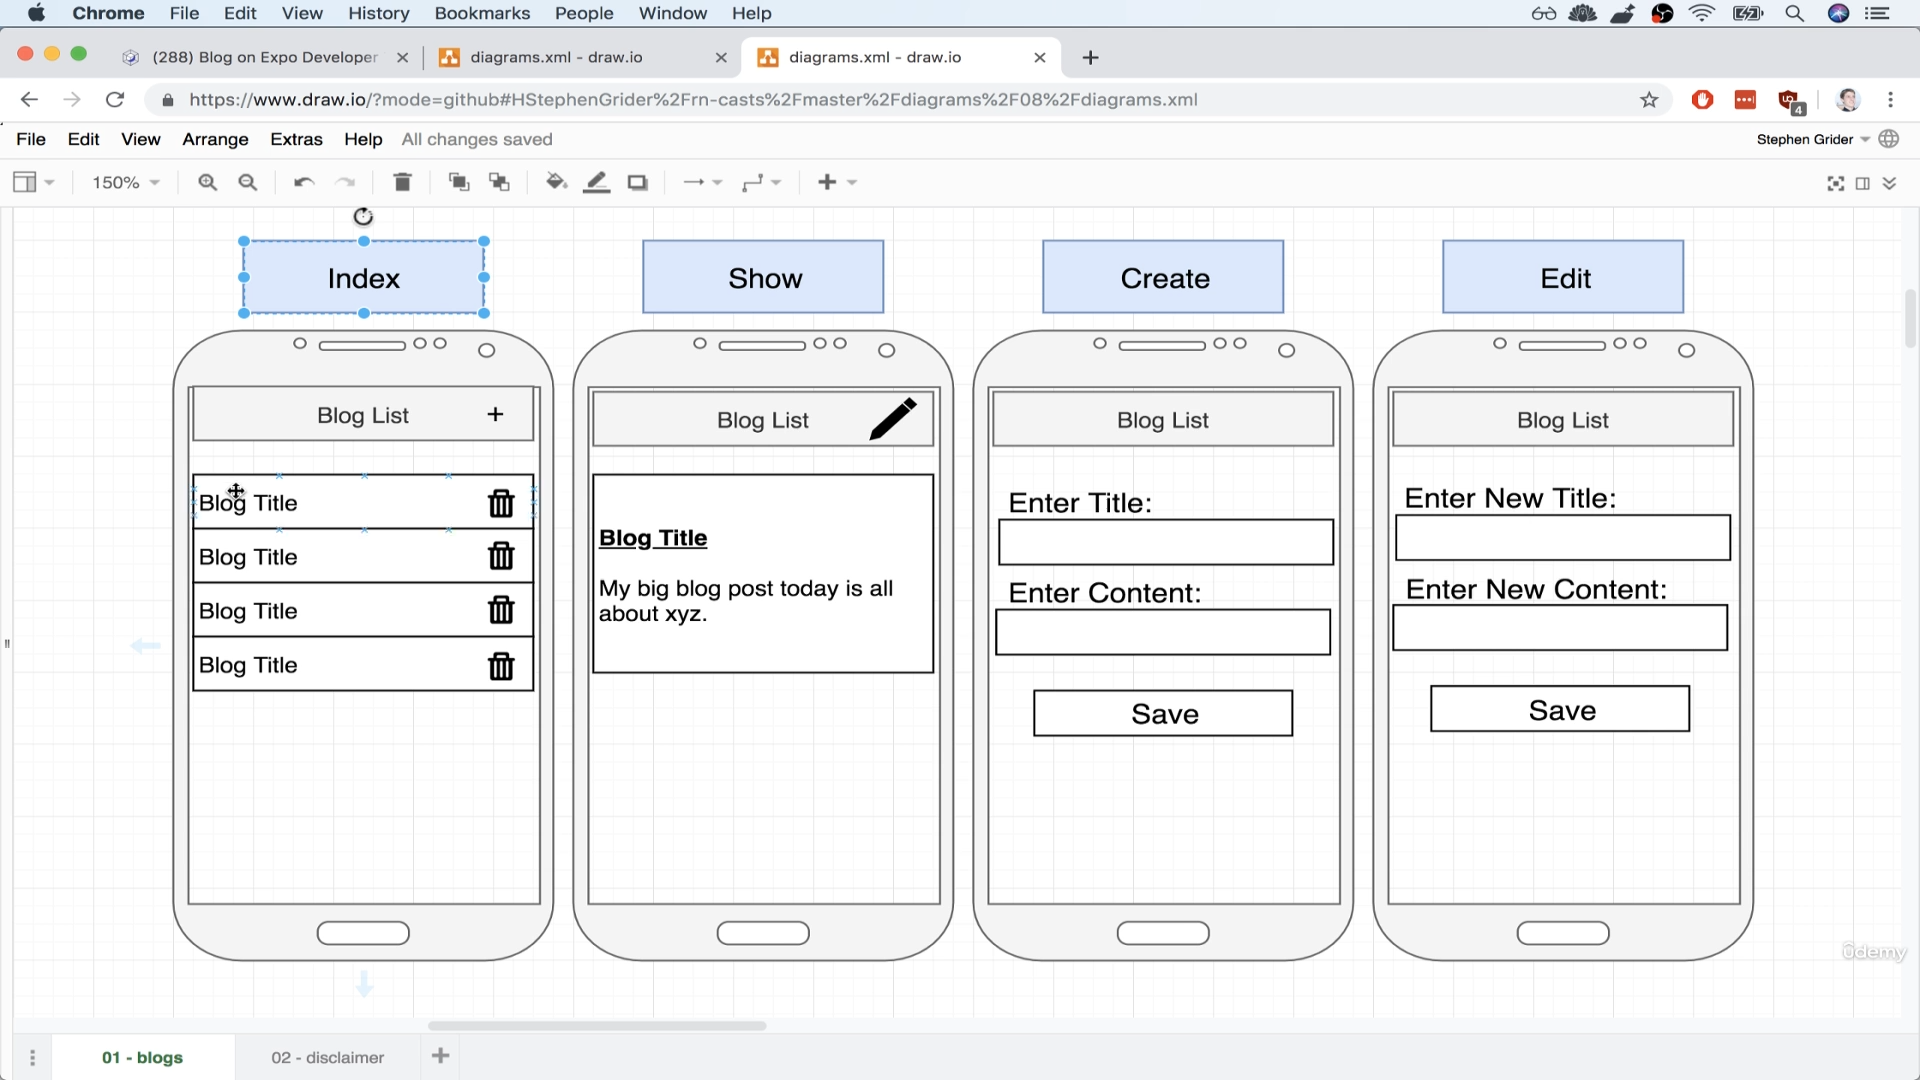 Chrome File Edit View History Bookmarks People Window Help
(288) Blog on Expo Developer
diagrams.xml - draw.io
diagrams.xml - draw.io
https://www.draw.io/?mode=github#HStephenGrider%2Frn-casts%2Fmaster%2Fdiagrams%2F08%2Fdiagrams.xml
4
File Edit View Arrange Extras Help All changes saved
Stephen Grider
150%
Index
Show
Create
Edit
Blog List +
Blog Title
Blog Title
Blog Title
Blog Title
Blog List
Blog Title
My big blog post today is all
about xyz.
Blog List
Enter Title:
Enter Content:
Save
Blog List
Enter New Title:
Enter New Content:
Save
ûdemy
01 - blogs
02 - disclaimer